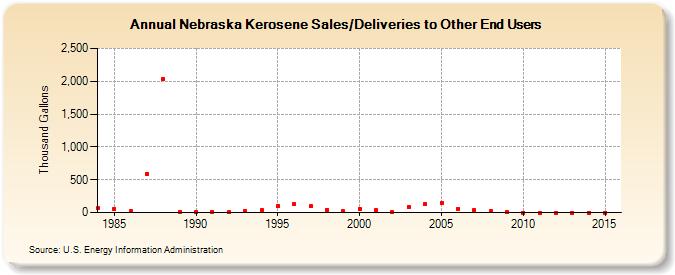 Annual Nebraska Kerosene Sales/Deliveries to Other End Users
Thousand Gallons
2,500
2,000
1,500
1,000
500
0
1985 1990 1995 2000 2005 2010 2015
Source: U.S. Energy Information Administration